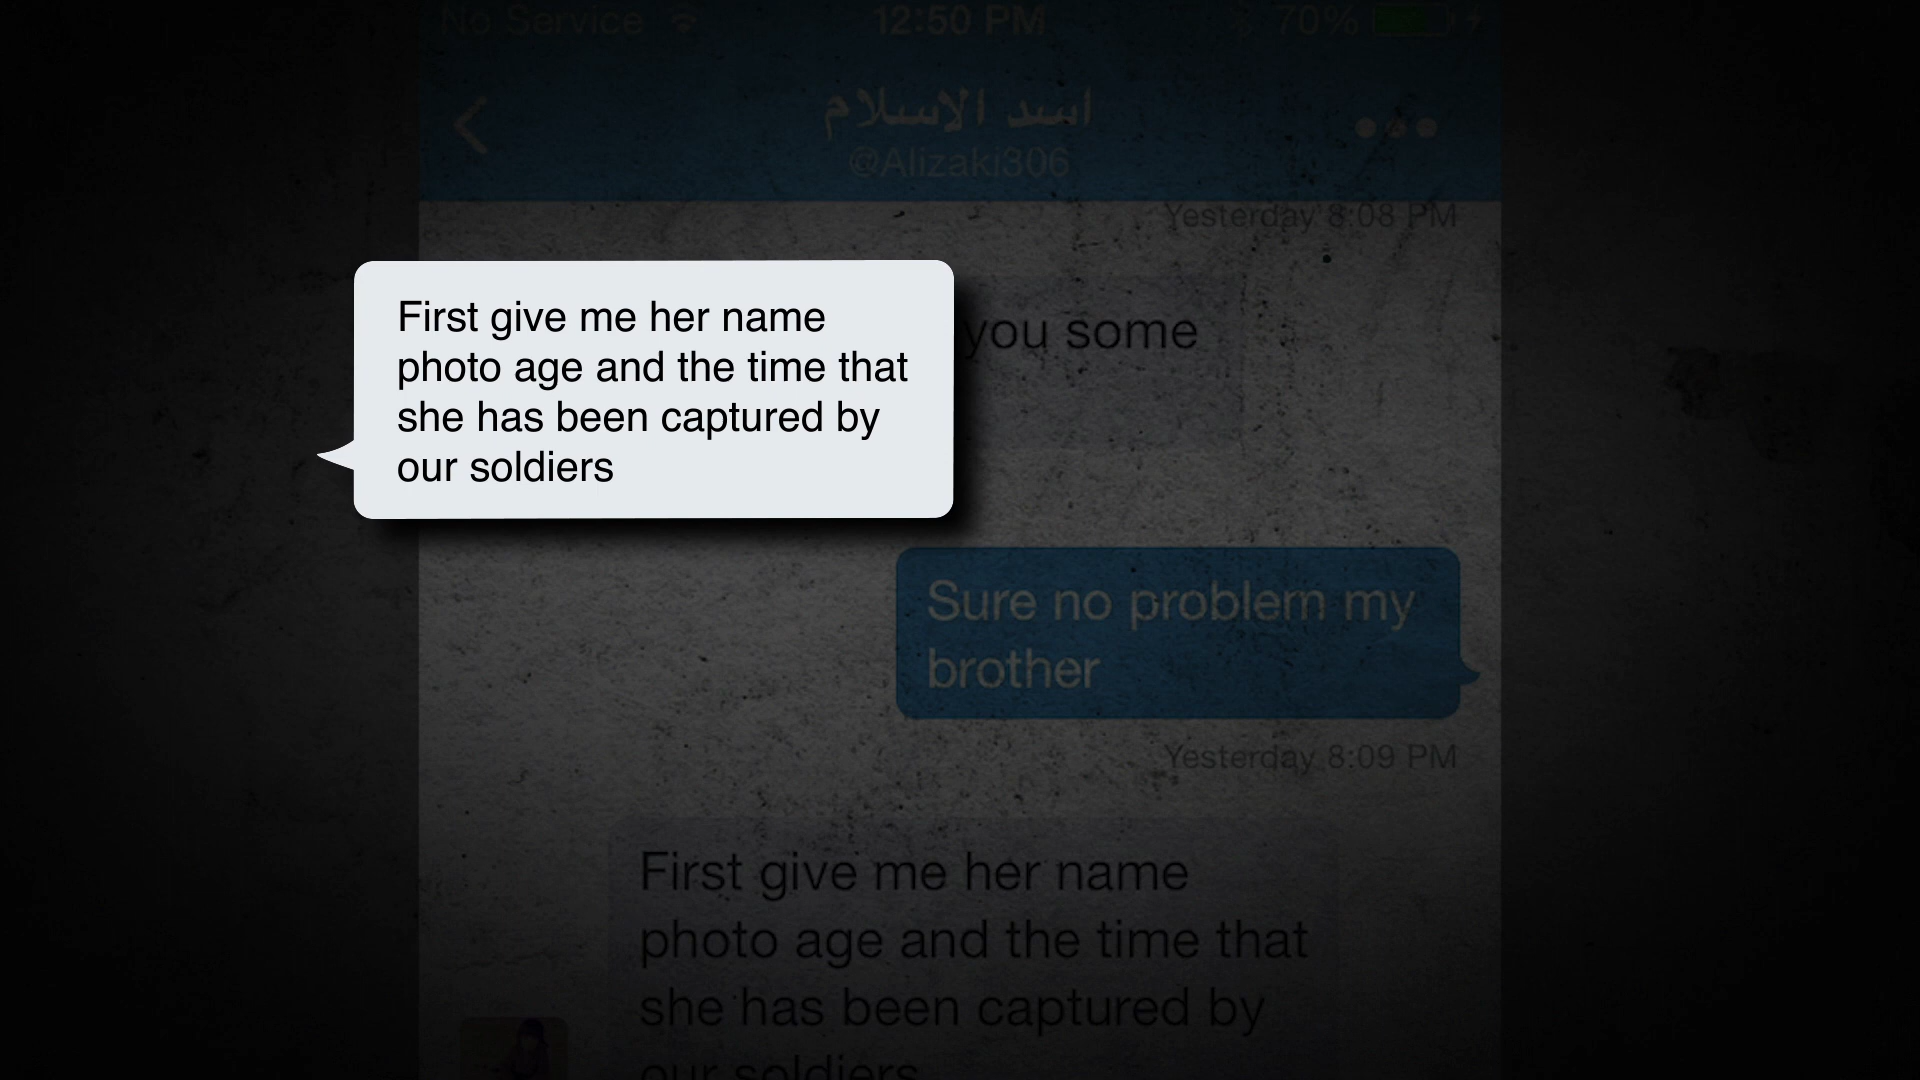 No Service 12:50 PM 70%
اسد الاسلام
@Alizaki306
Yesterday 8:08 PM
First give me her name
photo age and the time that
she has been captured by
our soldiers
you some
Sure no problem my
brother
Yesterday 8:09 PM
First give me her name
photo age and the time that
she has been captured by
our soldiers